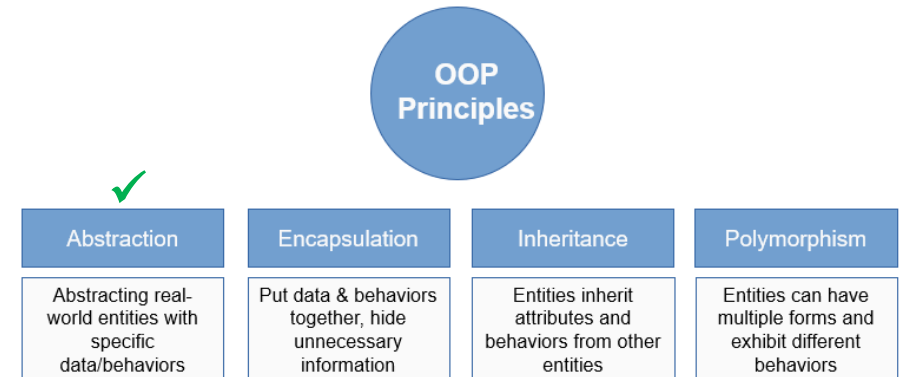 OOP
Principles
Abstraction
Encapsulation
Inheritance
Polymorphism
Abstracting real-
world entities with
specific
data/behaviors
Put data & behaviors
together, hide
unnecessary
information
Entities inherit
attributes and
behaviors from other
entities
Entities can have
multiple forms and
exhibit different
behaviors